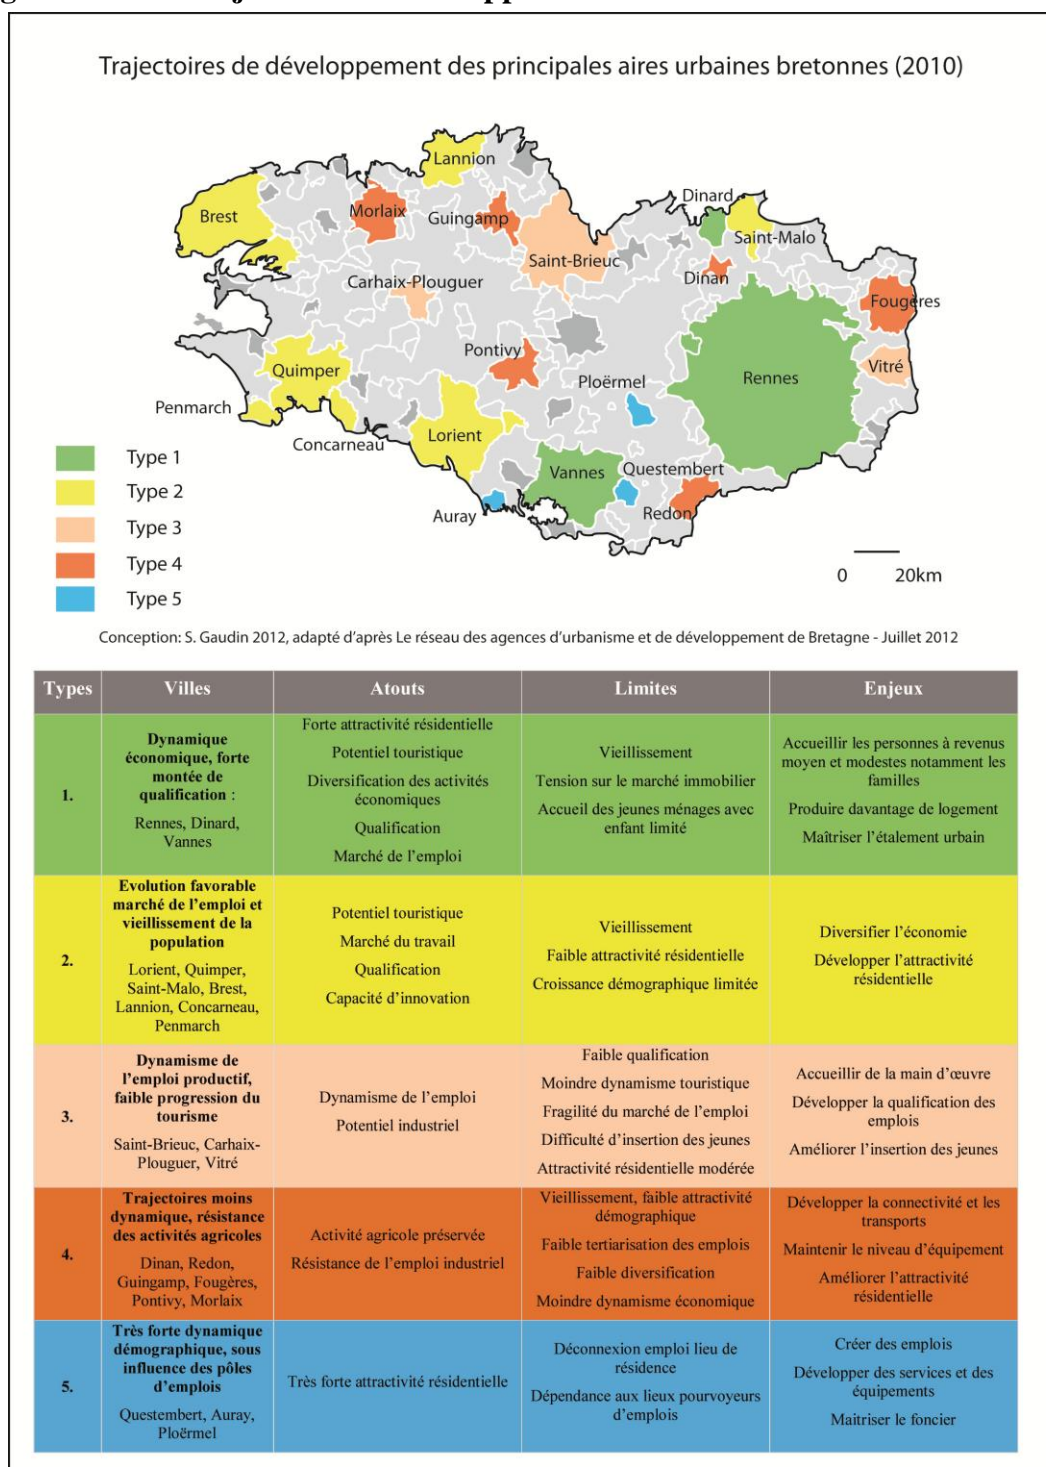 Trajectoires de développement des principales aires urbaines bretonnes (2010)
Lannion
Dinard
Brest
Morlaix
Guingamp
Saint-Malo
Saint-Brieuc
Dinan
Carhaix-Plouguer
Fougères
Pontivy
Vitré
Quimper
Ploërmel
Rennes
Penmarch
Concarneau
Lorient
Vannes
Questembert
Auray
Redon
Type 1
Type 2
Type 3
Type 4
Type 5
0 20km
Conception: S. Gaudin 2012, adapté d'après Le réseau des agences d'urbanisme et de développement de Bretagne - Juillet 2012
Types Villes Atouts Limites Enjeux
1.
Dynamique
économique, forte
montée de
qualification :
Rennes, Dinard,
Vannes
Forte attractivité résidentielle
Potentiel touristique
Diversification des activités
économiques
Qualification
Marché de l'emploi
Vieillissement
Tension sur le marché immobilier
Accueil des jeunes ménages avec
enfant limité
Accueillir les personnes à revenus
moyen et modestes notamment les
familles
Produire davantage de logement
Maîtriser l'étalement urbain
2.
Evolution favorable
marché de l'emploi et
vieillissement de la
population
Lorient, Quimper,
Saint-Malo, Brest,
Lannion, Concarneau,
Penmarch
Potentiel touristique
Marché du travail
Qualification
Capacité d'innovation
Vieillissement
Faible attractivité résidentielle
Croissance démographique limitée
Diversifier l'économie
Développer l'attractivité
résidentielle
3.
Dynamisme de
l'emploi productif,
faible progression du
tourisme
Saint-Brieuc, Carhaix-
Plouguer, Vitré
Dynamisme de l'emploi
Potentiel industriel
Faible qualification
Moindre dynamisme touristique
Fragilité du marché de l'emploi
Difficulté d'insertion des jeunes
Attractivité résidentielle modérée
Accueillir de la main d'œuvre
Développer la qualification des
emplois
Améliorer l'insertion des jeunes
4.
Trajectoires moins
dynamique, résistance
des activités agricoles
Dinan, Redon,
Guingamp, Fougères,
Pontivy, Morlaix
Activité agricole préservée
Résistance de l'emploi industriel
Vieillissement, faible attractivité
démographique
Faible tertiarisation des emplois
Faible diversification
Moindre dynamisme économique
Développer la connectivité et les
transports
Maintenir le niveau d'équipement
Améliorer l'attractivité
résidentielle
5.
Très forte dynamique
démographique, sous
influence des pôles
d'emplois
Questembert, Auray,
Ploërmel
Très forte attractivité résidentielle
Déconnexion emploi lieu de
résidence
Dépendance aux lieux pourvoyeurs
d'emplois
Créer des emplois
Développer des services et des
équipements
Maitriser le foncier